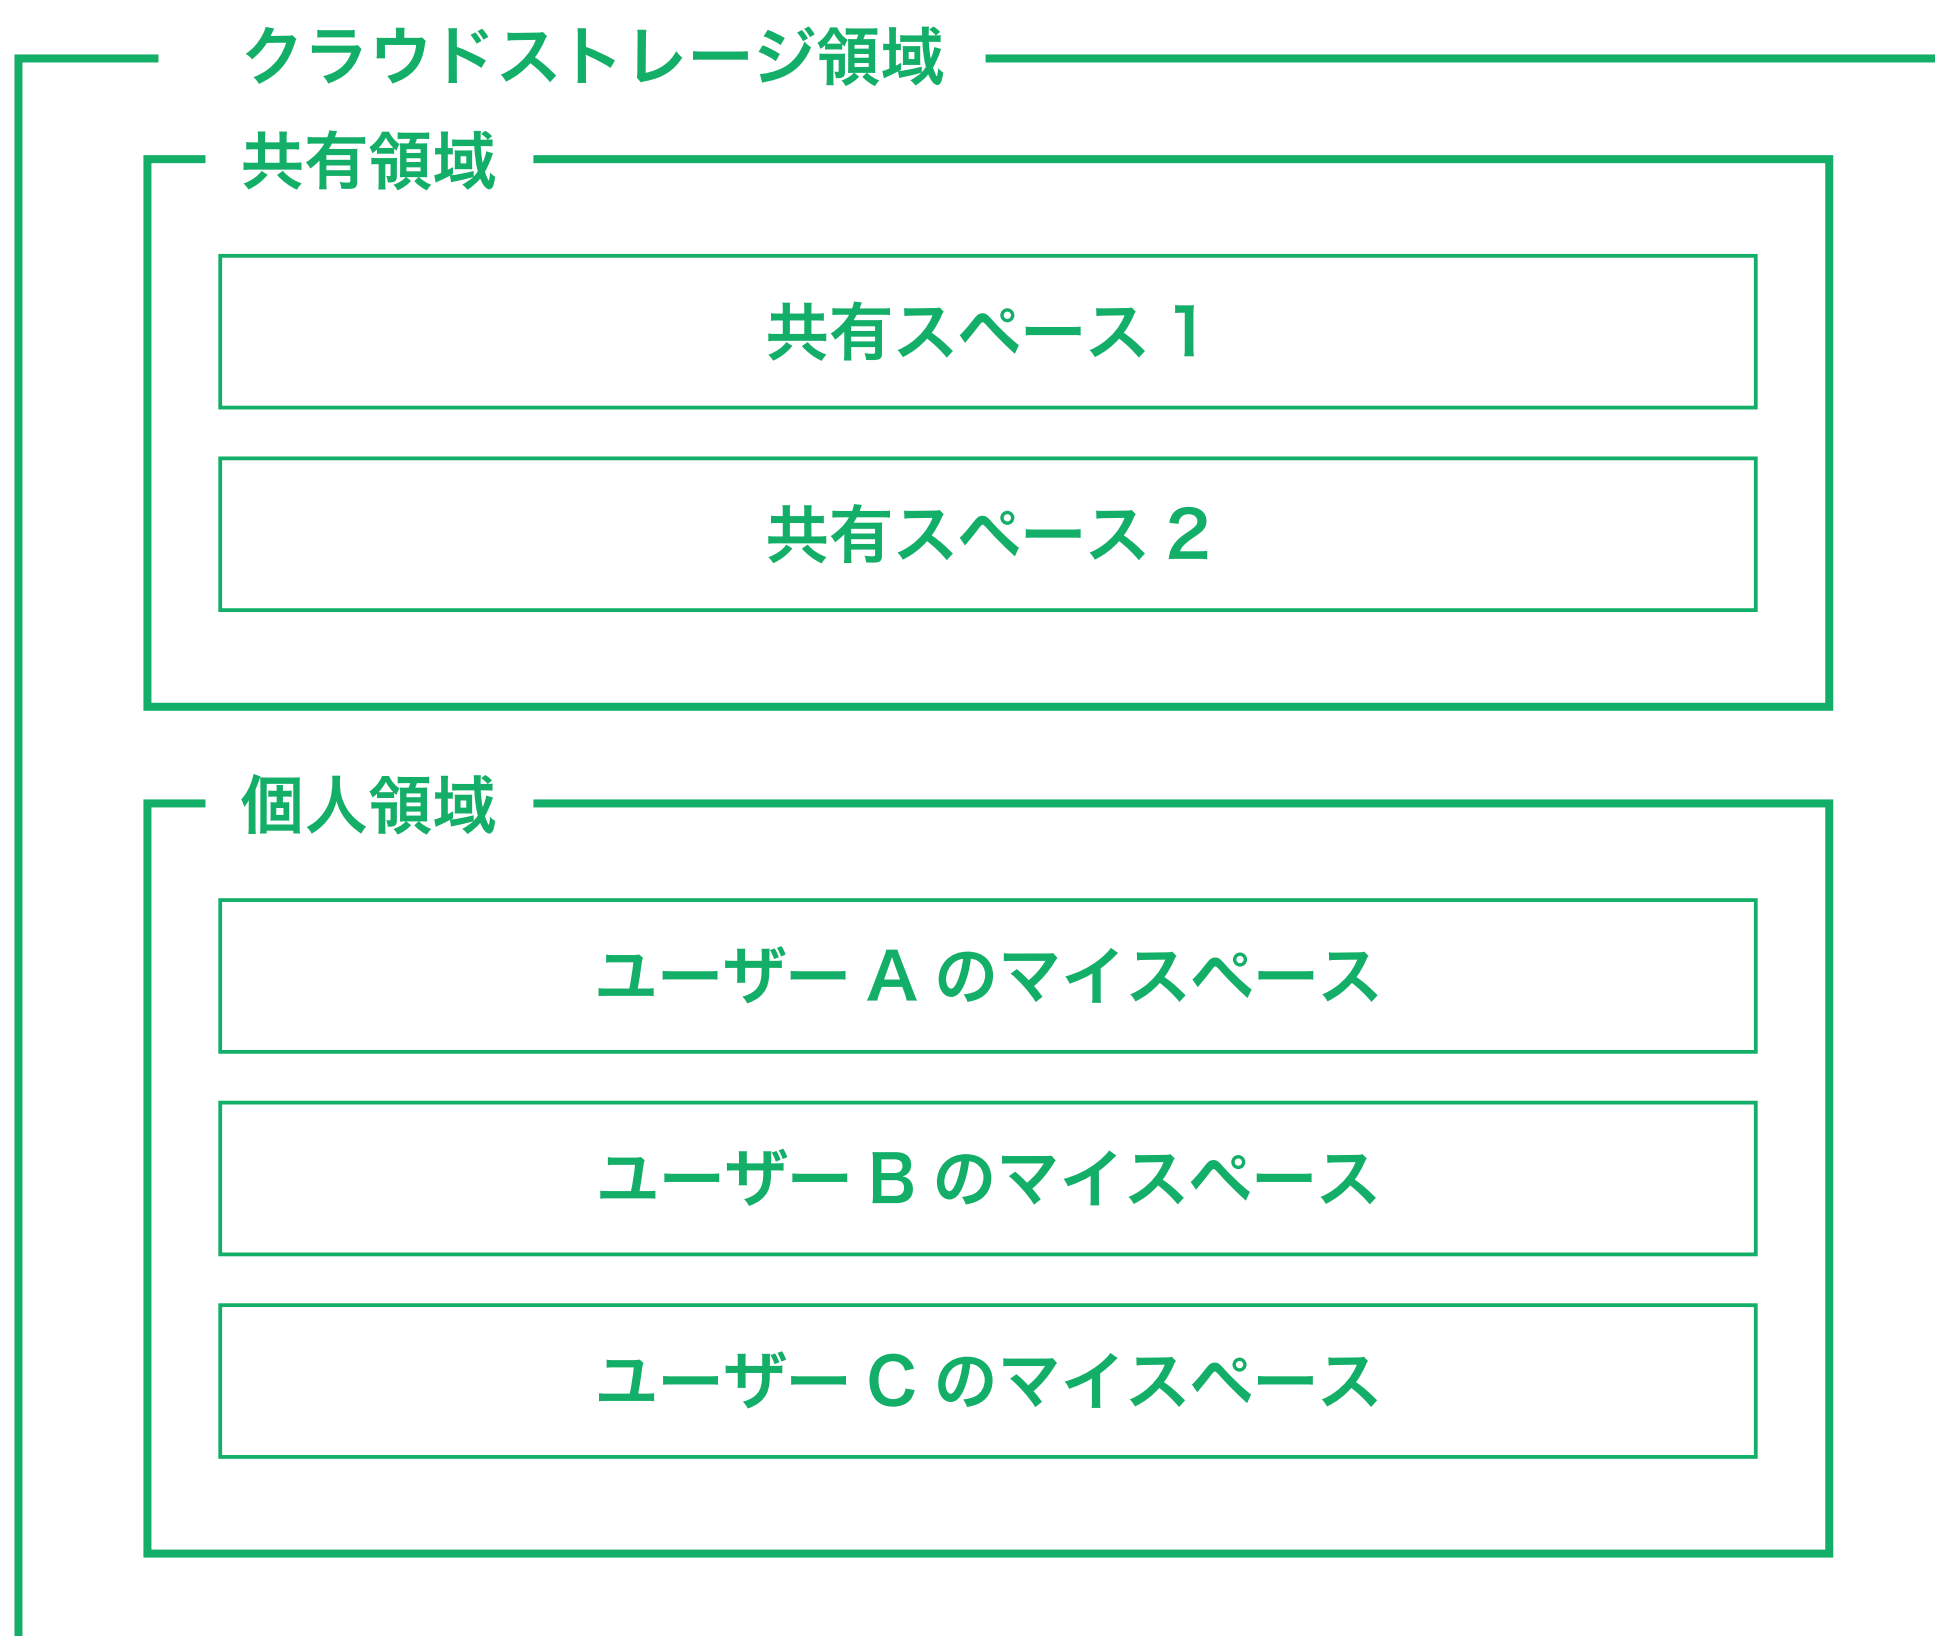 クラウドストレージ領域
共有領域
共有スペース 1
共有スペース 2
個人領域
ユーザー A のマイスペース
ユーザー B のマイスペース
ユーザー C のマイスペース